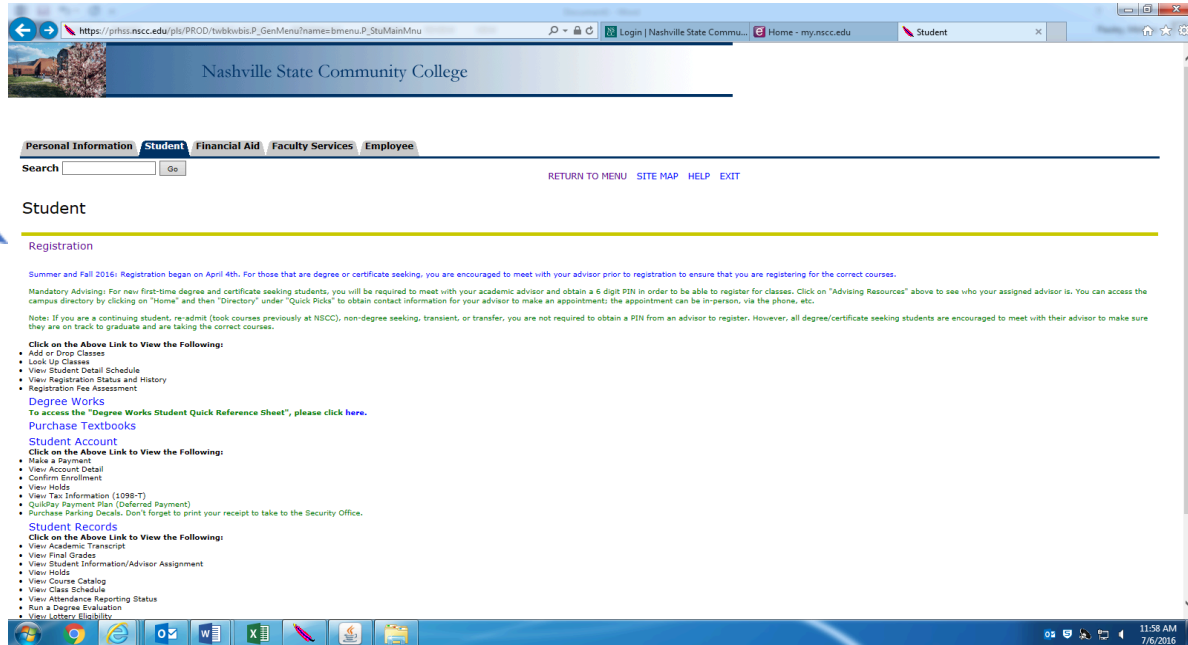 https://prhss.nscc.edu/pls/PROD/twbkwbis.P_GenMenu?name=bmenu.P_StuMainMnu
Login | Nashville State Commu...
Home - my.nscc.edu
Student
Nashville State Community College
Personal Information Student Financial Aid Faculty Services Employee
Search Go
RETURN TO MENU SITE MAP HELP EXIT
Student
Registration
Summer and Fall 2016: Registration began on April 4th. For those that are degree or certificate seeking, you are encouraged to meet with your advisor prior to registration to ensure that you are registering for the correct courses.
Mandatory Advising: For new first-time degree and certificate seeking students, you will be required to meet with your academic advisor and obtain a 6 digit PIN in order to be able to register for classes. Click on "Advising Resources" above to see who your assigned advisor is. You can access the
campus directory by clicking on "Home" and then "Directory" under "Quick Picks" to obtain contact information for your advisor to make an appointment; the appointment can be in-person, via the phone, etc.
Note: If you are a continuing student, re-admit (took courses previously at NSCC), non-degree seeking, transient, or transfer, you are not required to obtain a PIN from an advisor to register. However, all degree/certificate seeking students are encouraged to meet with their advisor to make sure
they are on track to graduate and are taking the correct courses.
Click on the Above Link to View the Following:
• Add or Drop Classes
• Look Up Classes
• View Student Detail Schedule
• View Registration Status and History
• Registration Fee Assessment
Degree Works
To access the "Degree Works Student Quick Reference Sheet", please click here.
Purchase Textbooks
Student Account
Click on the Above Link to View the Following:
• Make a Payment
• View Account Detail
• Confirm Enrollment
• View Holds
• View Tax Information (1098-T)
• QuikPay Payment Plan (Deferred Payment)
• Purchase Parking Decals. Don't forget to print your receipt to take to the Security Office.
Student Records
Click on the Above Link to View the Following:
• View Academic Transcript
• View Final Grades
• View Student Information/Advisor Assignment
• View Holds
• View Course Catalog
• View Class Schedule
• View Attendance Reporting Status
• Run a Degree Evaluation
• View Lottery Eligibility
11:58 AM
7/6/2016